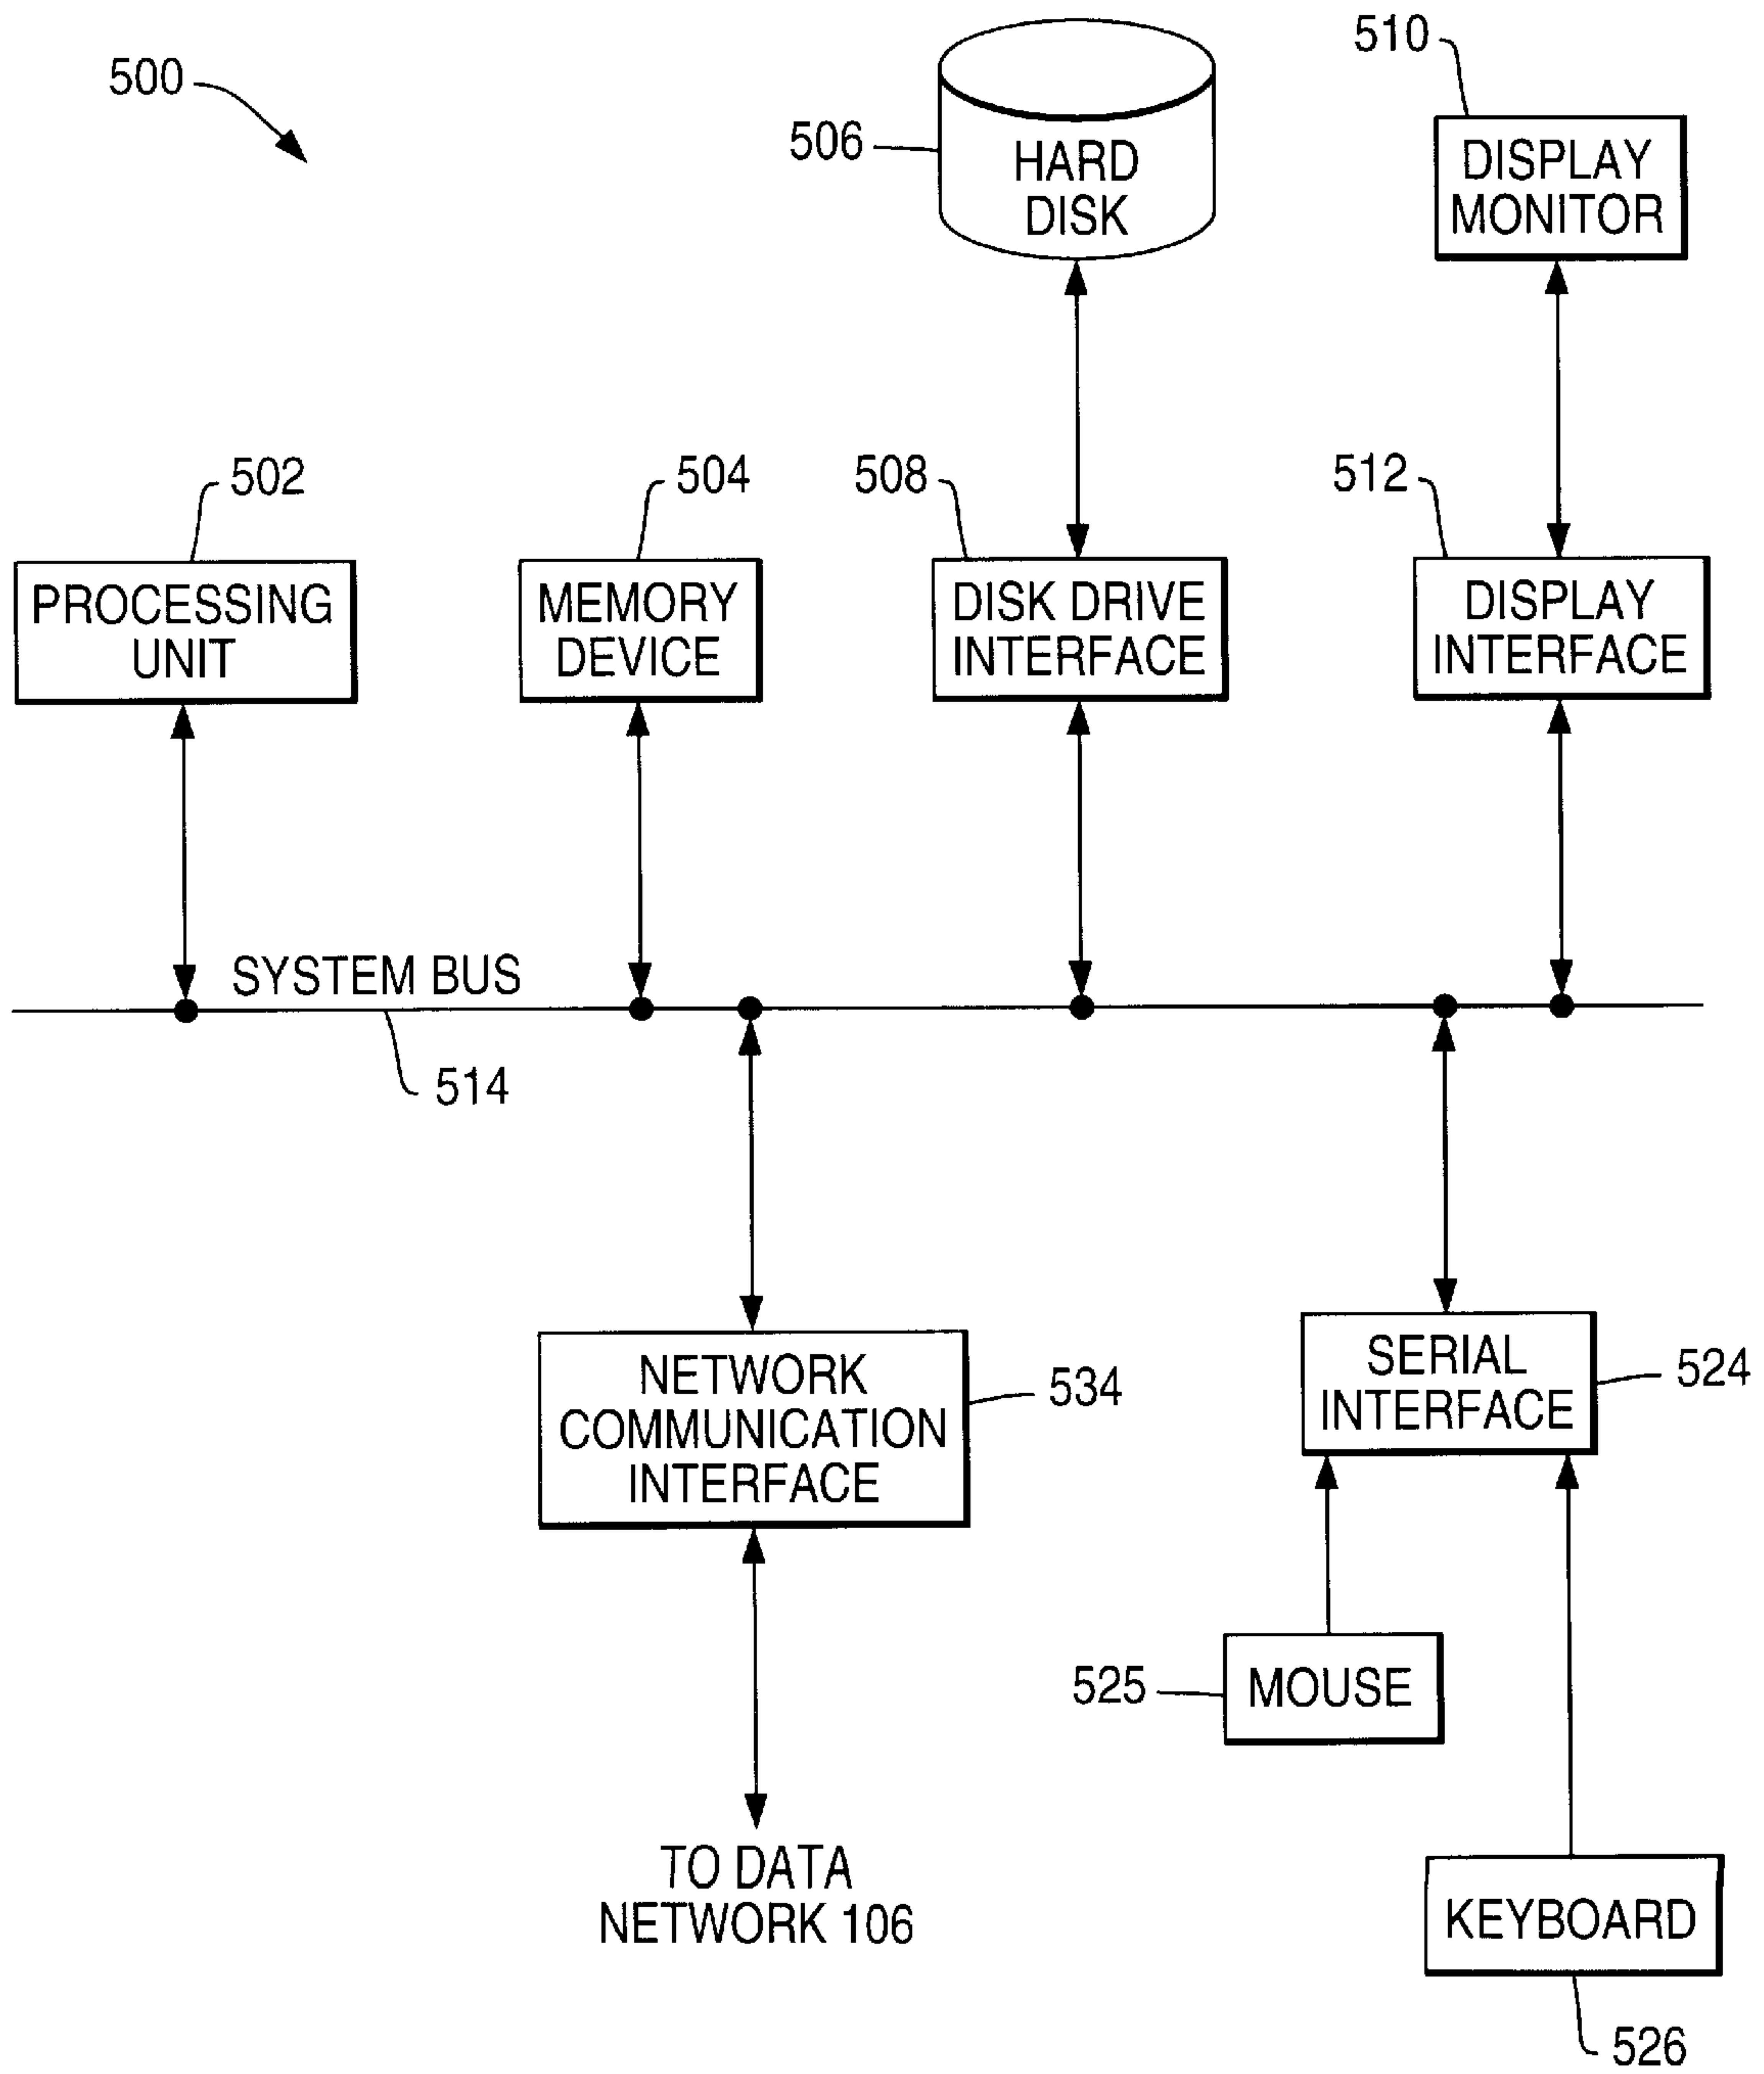 500
510
506
HARD
DISK
DISPLAY
MONITOR
502
504
508
512
PROCESSING
UNIT
MEMORY
DEVICE
DISK DRIVE
INTERFACE
DISPLAY
INTERFACE
SYSTEM BUS
514
NETWORK
COMMUNICATION
INTERFACE
534
SERIAL
INTERFACE
524
525
MOUSE
TO DATA
NETWORK 106
KEYBOARD
526